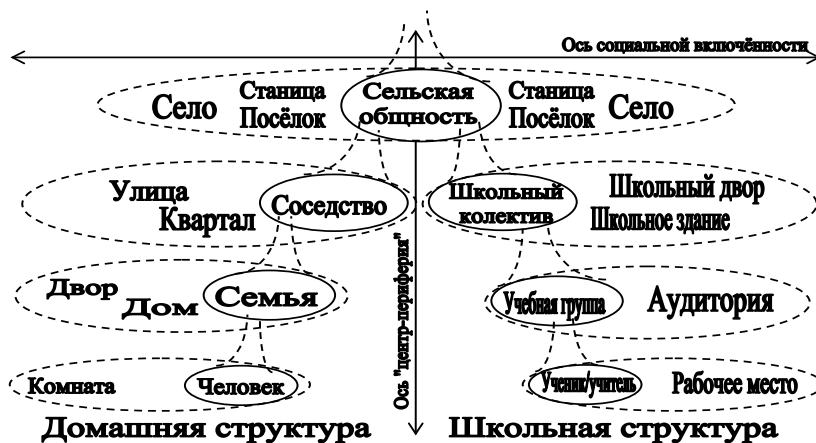 Ось социальной включённости
Село
Станица
Посёлок
Сельская
общность
Станица
Посёлок
Село
Улица
Квартал
Соседство
Школьный
колектив
Школьный двор
Школьное здание
Ось "центр-периферия"
Двор
Дом
Семья
Учебная группа
Аудитория
Комната
Человек
Ученик/учитель
Рабочее место
Домашняя структура
Школьная структура